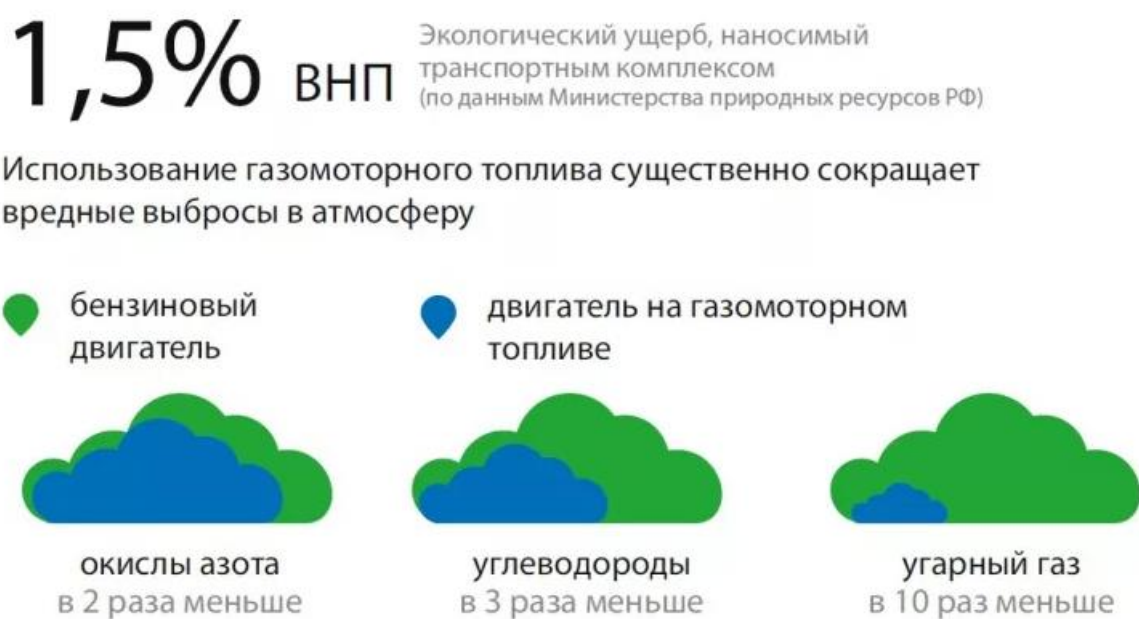 1,5% ВНП
Экологический ущерб, наносимый
транспортным комплексом
(по данным Министерства природных ресурсов РФ)
Использование газомоторного топлива существенно сокращает
вредные выбросы в атмосферу
бензиновый
двигатель
двигатель на газомоторном
топливе
окислы азота
в 2 раза меньше
углеводороды
в 3 раза меньше
угарный газ
в 10 раз меньше